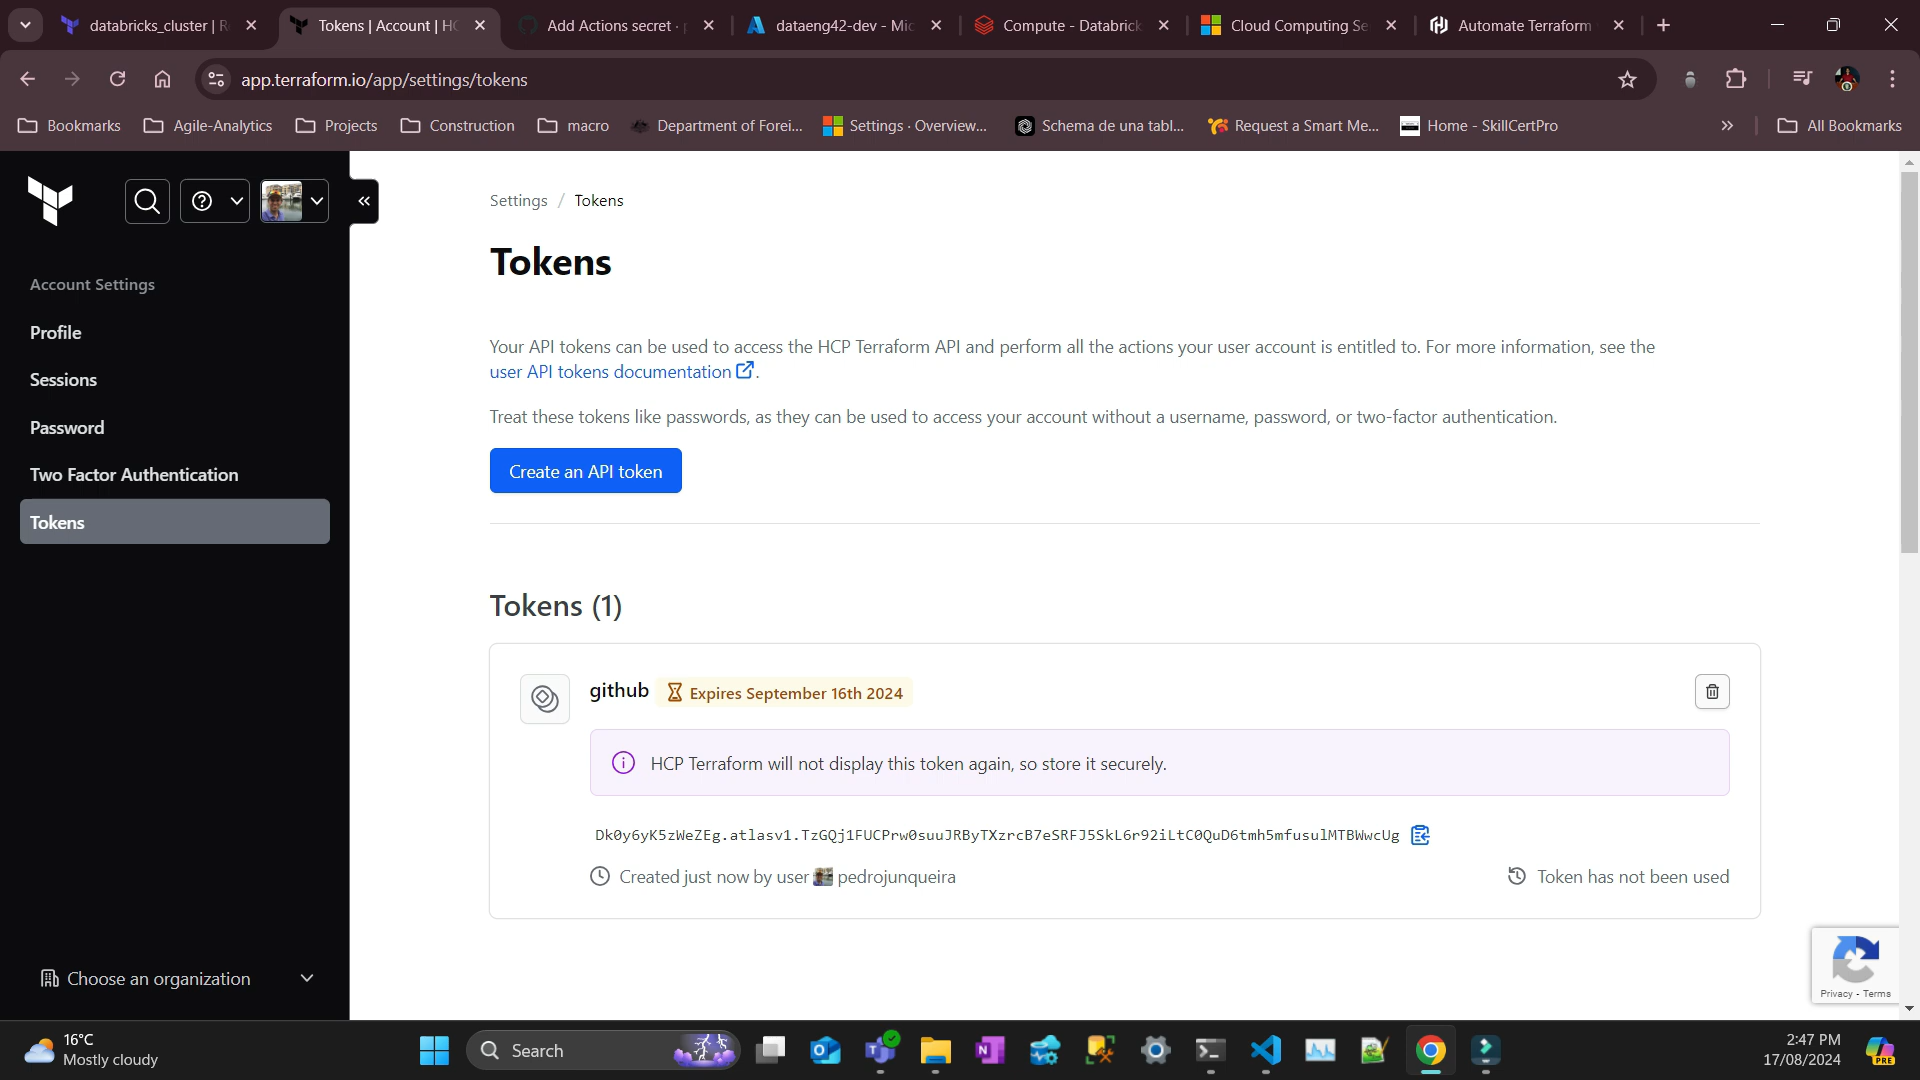 databricks_cluster | R
Tokens | Account | HC
Add Actions secret · p
dataeng42-dev - Mic
Compute - Databrick
Cloud Computing Se
Automate Terraform
app.terraform.io/app/settings/tokens
Bookmarks
Agile-Analytics
Projects
Construction
macro
Department of Forei...
Settings · Overview...
Schema de una tabl...
Request a Smart Me...
Home - SkillCertPro
All Bookmarks
Settings / Tokens
Tokens
Account Settings
Profile
Sessions
Password
Two Factor Authentication
Tokens
Choose an organization
Your API tokens can be used to access the HCP Terraform API and perform all the actions your user account is entitled to. For more information, see the
user API tokens documentation.
Treat these tokens like passwords, as they can be used to access your account without a username, password, or two-factor authentication.
Create an API token
Tokens (1)
github Expires September 16th 2024
HCP Terraform will not display this token again, so store it securely.
Dk0y6yK5zWeZEg.atlasv1.TzGQj1FUCPrw0suuJRByTXzrcB7eSRFJ5SkL6r92iLtC0QuD6tmh5mfusulMTBWwcUg
Created just now by user pedrojunqueira
Token has not been used
Privacy - Terms
16°C
Mostly cloudy
Search
2:47 PM
17/08/2024
PRE